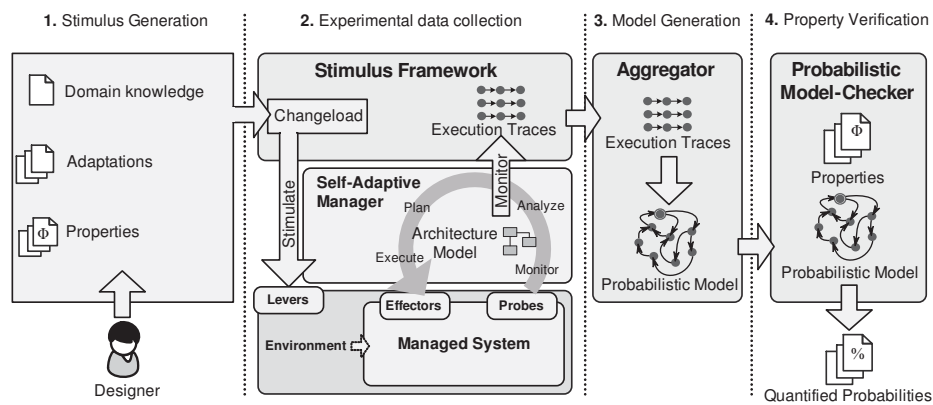 1. Stimulus Generation
2. Experimental data collection
3. Model Generation
4. Property Verification
Domain knowledge
Adaptations
Φ
Properties
Designer
Stimulus Framework
Changeload
Execution Traces
Stimulate
Monitor
Self-Adaptive
Manager
Plan
Analyze
Architecture
Model
Execute
Monitor
Levers
Effectors
Probes
Environment
Managed System
Aggregator
Execution Traces
Probabilistic Model
Probabilistic
Model-Checker
Φ
Properties
Probabilistic Model
%
Quantified Probabilities